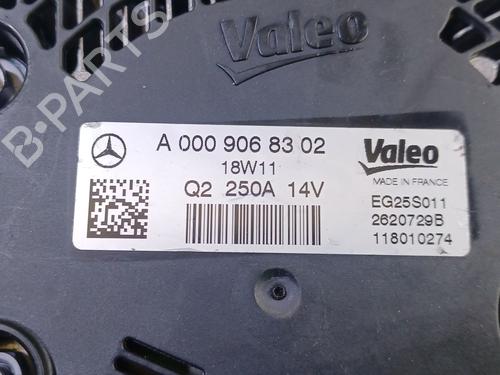 Valeo
B-PARTS
A 000 906 83 02
18W11
Q2 250A 14V
Valeo
MADE IN FRANCE
EG25S011
2620729B
118010274